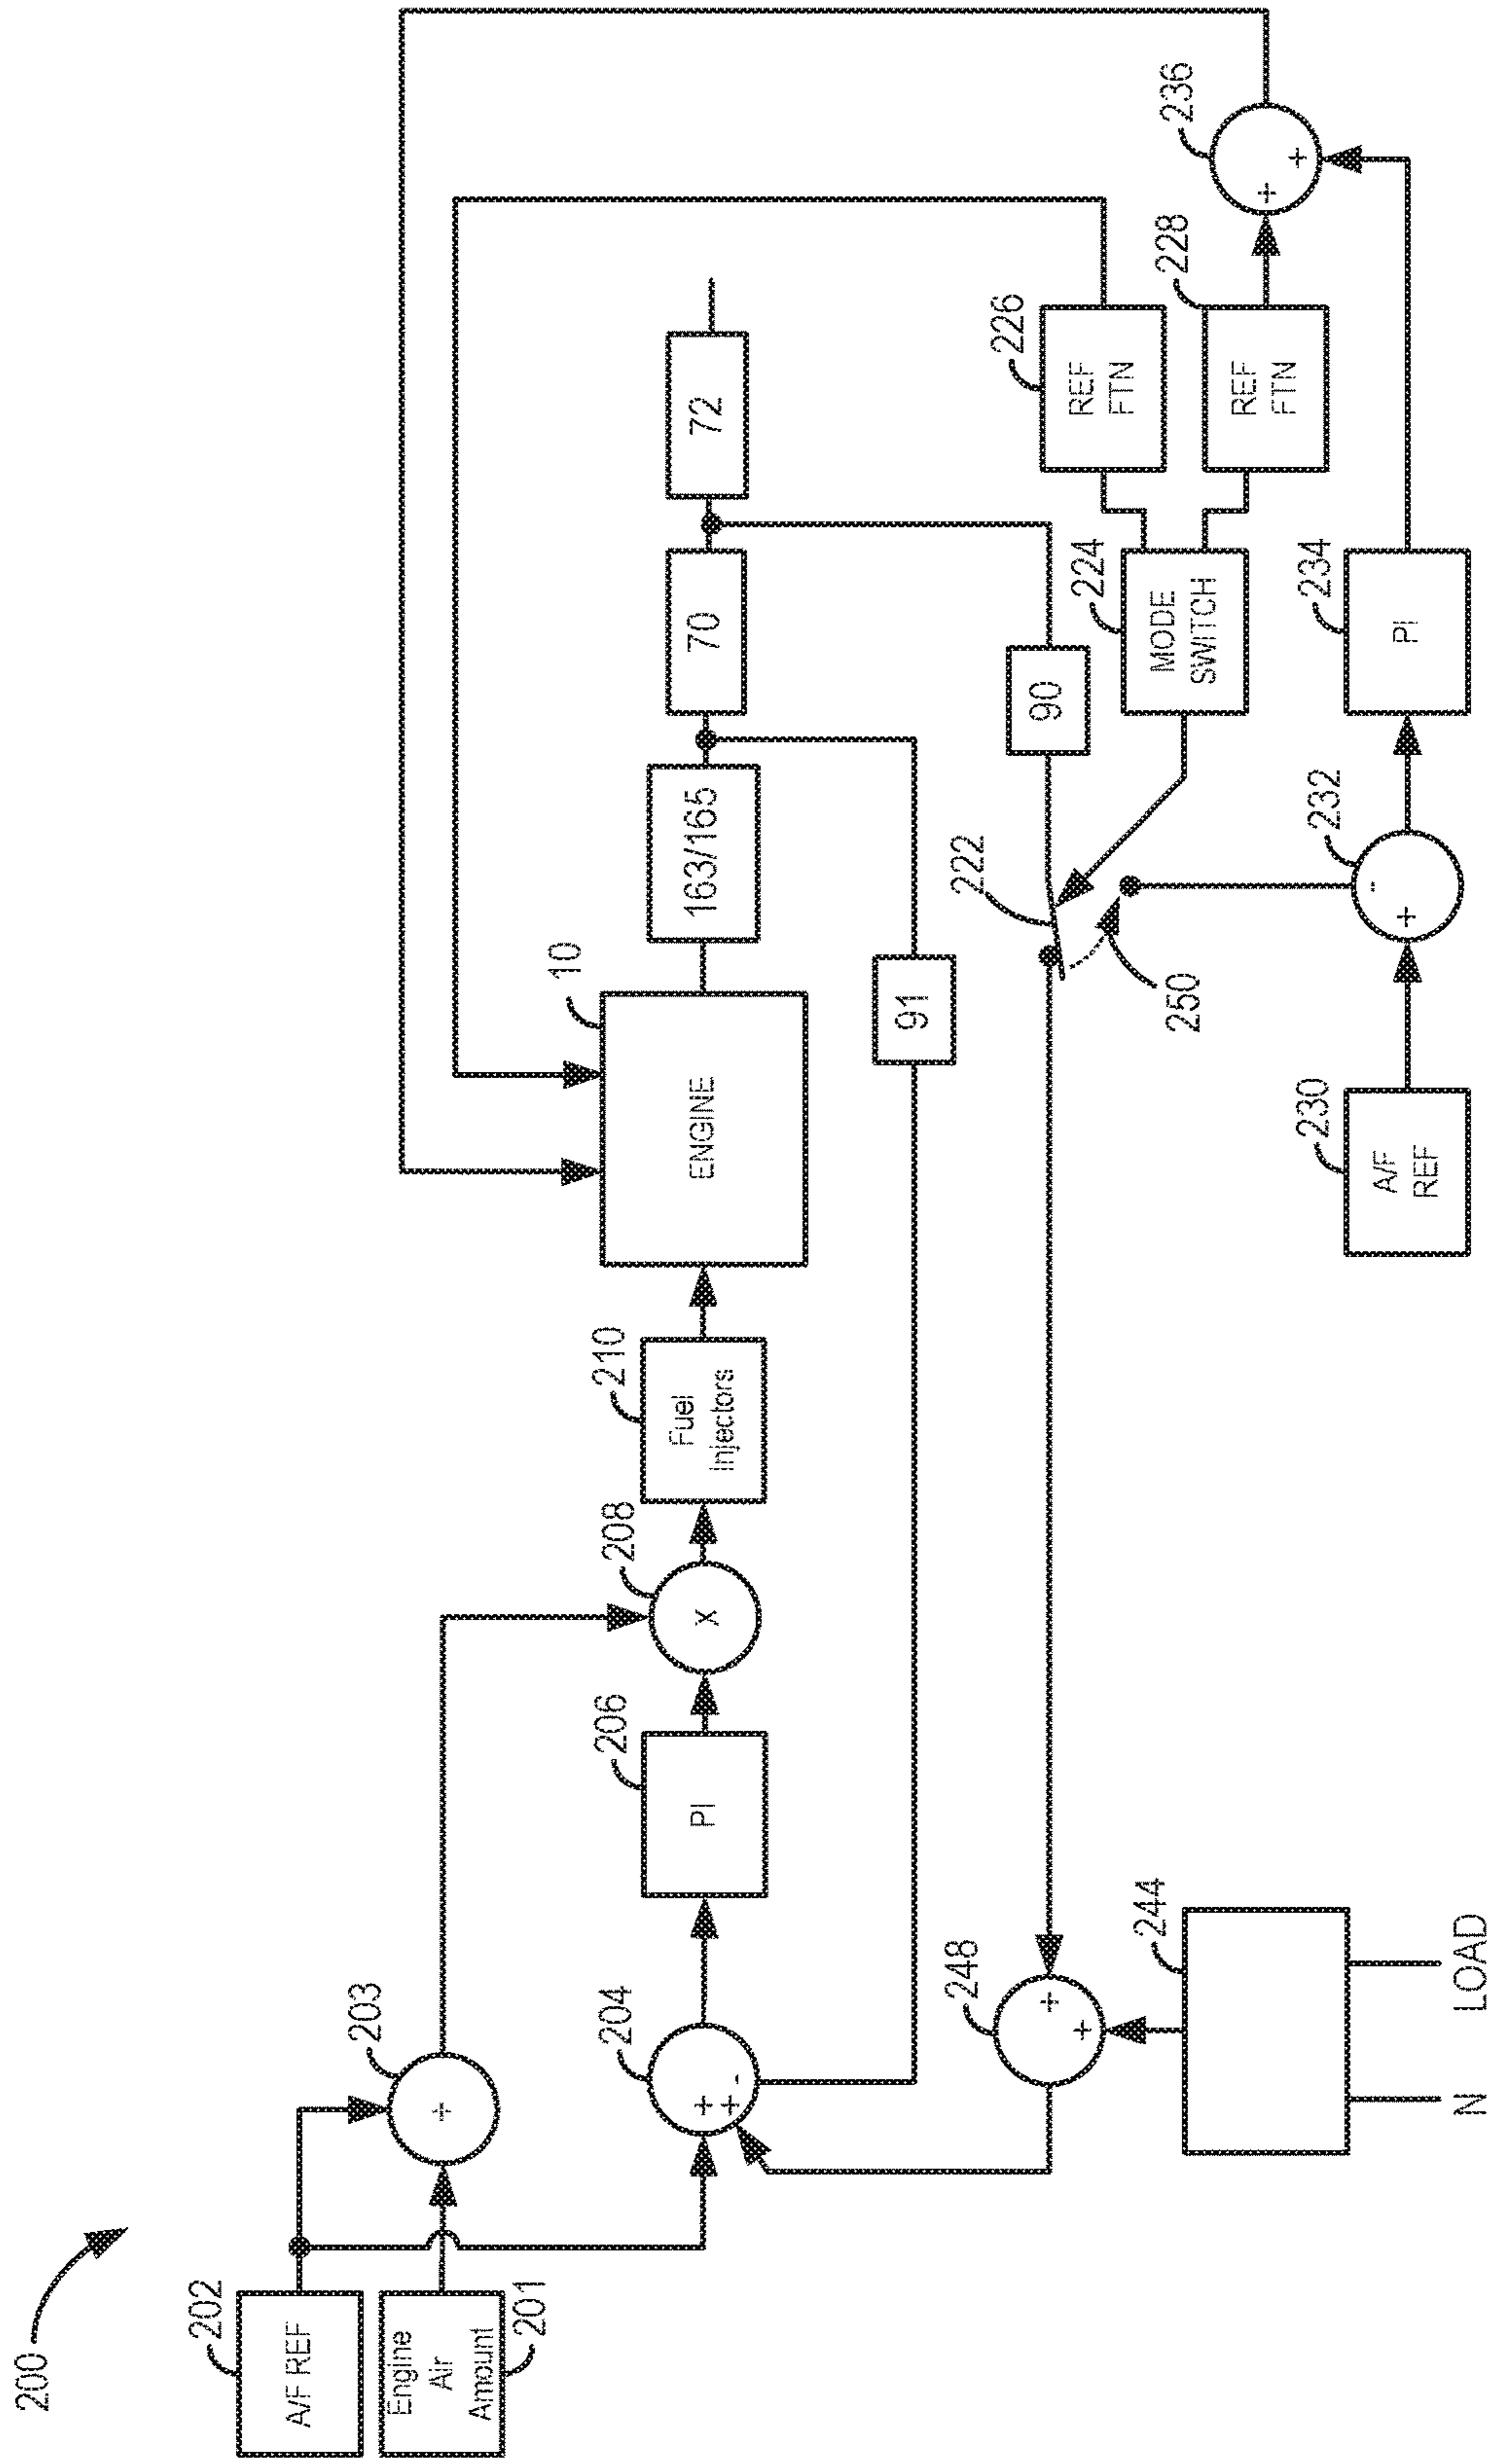 200
202
A/F REF
Engine
Air
Amount
201
203
+
204
+
+
-
206
PI
208
X
210
Fuel
Injectors
10
ENGINE
163/165
70
72
91
90
248
+
+
244
N
LOAD
222
250
224
MODE
SWITCH
226
REF
FTN
228
REF
FTN
236
+
+
230
A/F
REF
232
+
-
234
PI